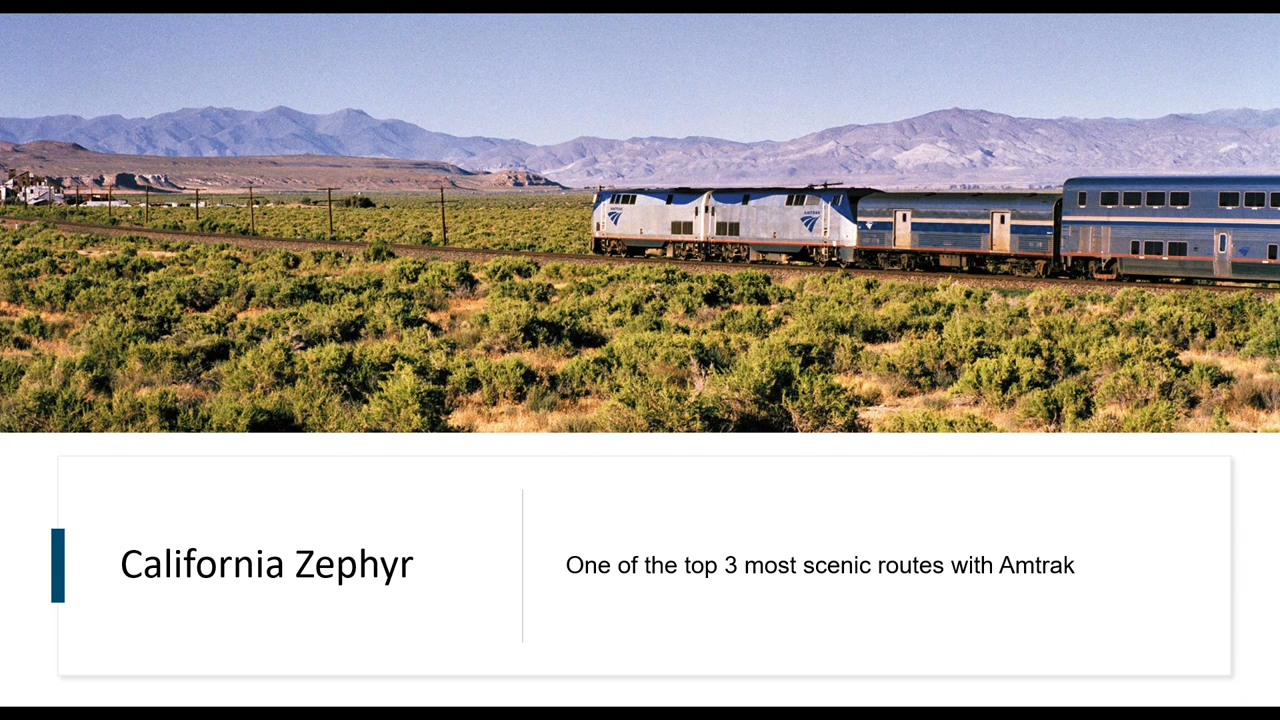 California Zephyr
One of the top 3 most scenic routes with Amtrak